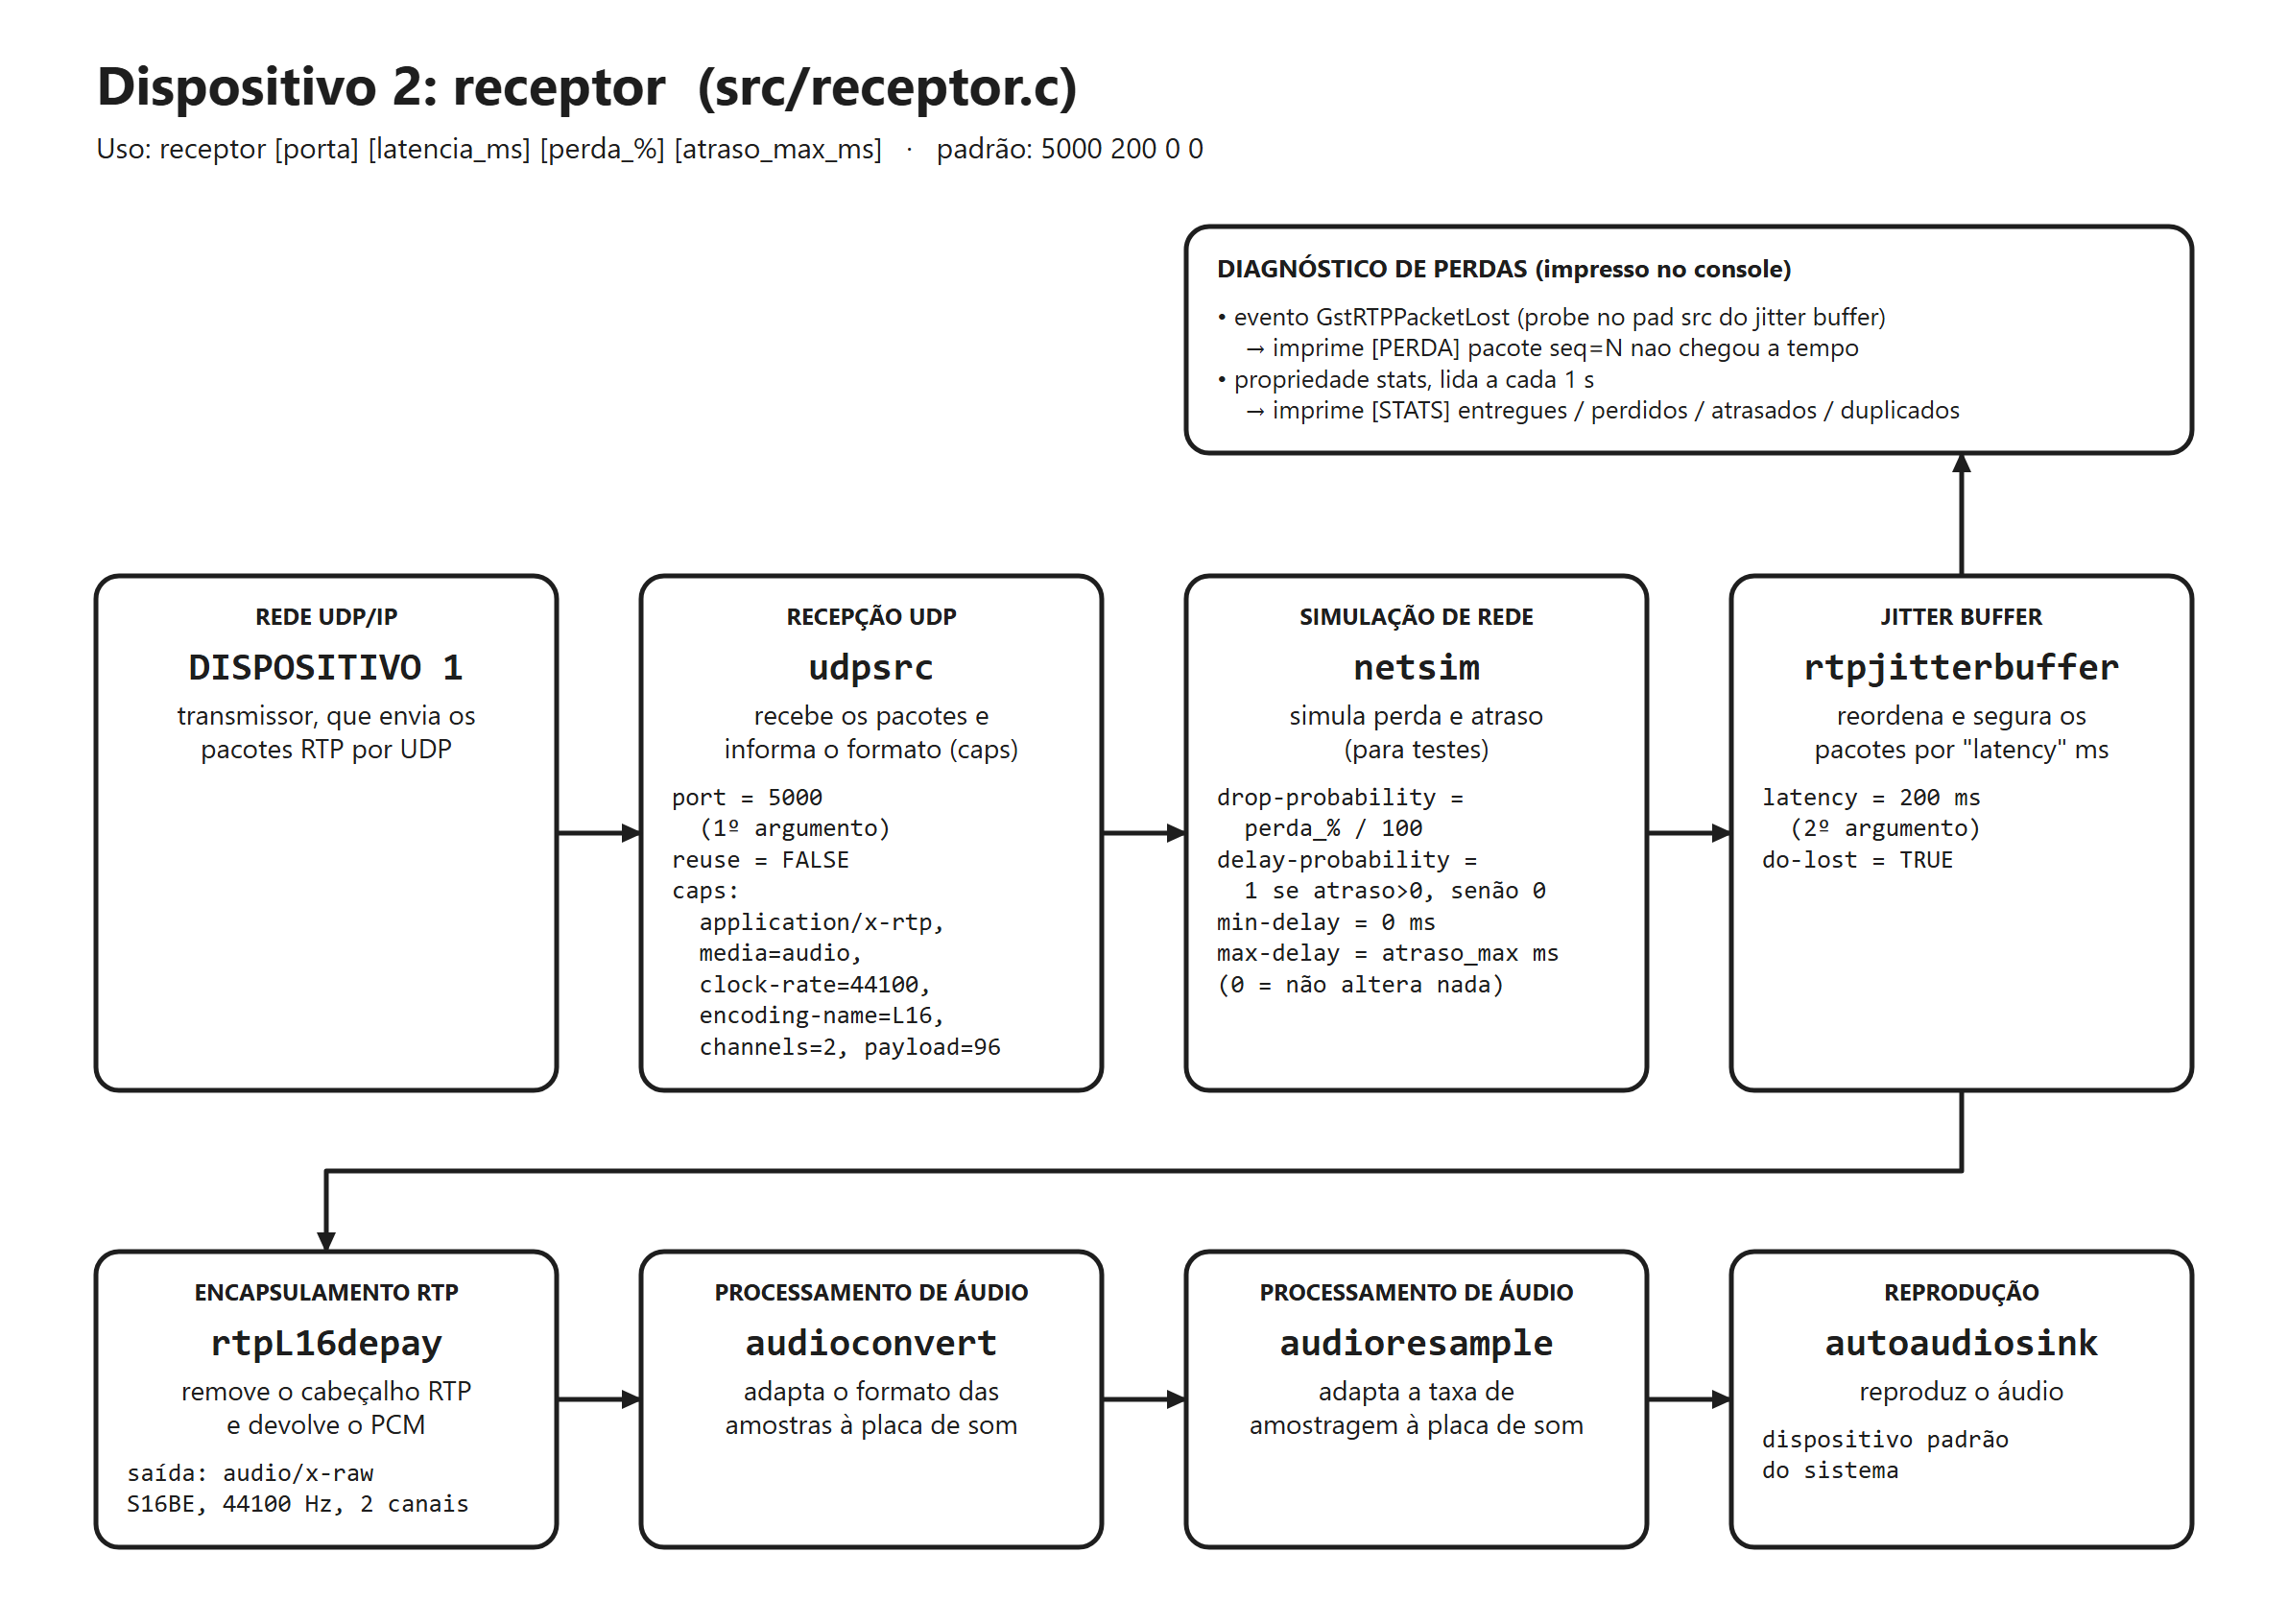 Dispositivo 2: receptor (src/receptor.c)
Uso: receptor [porta] [latencia_ms] [perda_%] [atraso_max_ms] · padrão: 5000 200 0 0
DIAGNÓSTICO DE PERDAS (impresso no console)
• evento GstRTPPacketLost (probe no pad src do jitter buffer)
→ imprime [PERDA] pacote seq=N nao chegou a tempo
• propriedade stats, lida a cada 1 s
→ imprime [STATS] entregues / perdidos / atrasados / duplicados
REDE UDP/IP
DISPOSITIVO 1
transmissor, que envia os
pacotes RTP por UDP
RECEPÇÃO UDP
udpsrc
recebe os pacotes e
informa o formato (caps)
port = 5000
(1º argumento)
reuse = FALSE
caps:
application/x-rtp,
media=audio,
clock-rate=44100,
encoding-name=L16,
channels=2, payload=96
SIMULAÇÃO DE REDE
netsim
simula perda e atraso
(para testes)
drop-probability =
perda_% / 100
delay-probability =
1 se atraso>0, senão 0
min-delay = 0 ms
max-delay = atraso_max ms
(0 = não altera nada)
JITTER BUFFER
rtpjitterbuffer
reordena e segura os
pacotes por "latency" ms
latency = 200 ms
(2º argumento)
do-lost = TRUE
ENCAPSULAMENTO RTP
rtpL16depay
remove o cabeçalho RTP
e devolve o PCM
saída: audio/x-raw
S16BE, 44100 Hz, 2 canais
PROCESSAMENTO DE ÁUDIO
audioconvert
adapta o formato das
amostras à placa de som
PROCESSAMENTO DE ÁUDIO
audioresample
adapta a taxa de
amostragem à placa de som
REPRODUÇÃO
autoaudiosink
reproduz o áudio
dispositivo padrão
do sistema